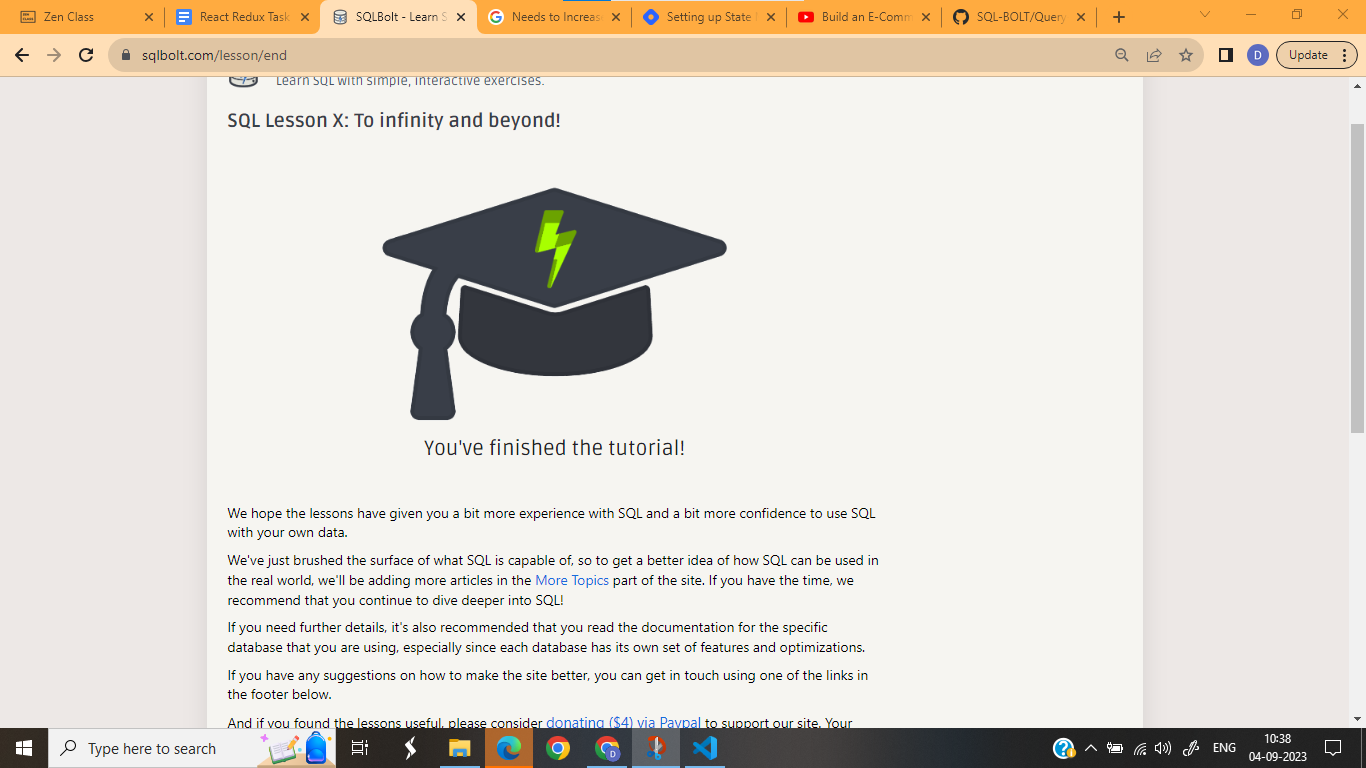 Zen Class
React Redux Task
SQLBolt - Learn S
Needs to Increas
Setting up State
Build an E-Comm
SQL-BOLT/Query
sqlbolt.com/lesson/end
D
Update
Learn SQL with simple, interactive exercises.
SQL Lesson X: To infinity and beyond!
You've finished the tutorial!
We hope the lessons have given you a bit more experience with SQL and a bit more confidence to use SQL
with your own data.
We've just brushed the surface of what SQL is capable of, so to get a better idea of how SQL can be used in
the real world, we'll be adding more articles in the More Topics part of the site. If you have the time, we
recommend that you continue to dive deeper into SQL!
If you need further details, it's also recommended that you read the documentation for the specific
database that you are using, especially since each database has its own set of features and optimizations.
If you have any suggestions on how to make the site better, you can get in touch using one of the links in
the footer below.
And if you found the lessons useful, please consider donating ($4) via Paypal to support our site. Your
Type here to search
D
ENG
10:38
04-09-2023